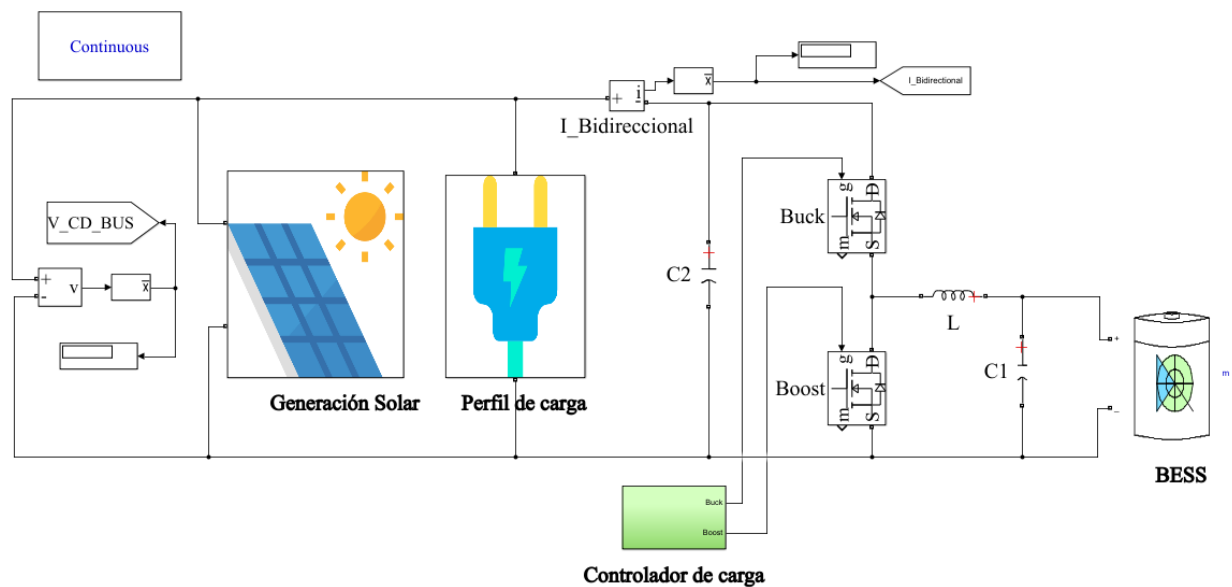 Continuous
+
i
-
x̄
I_Bidirectional
I_Bidireccional
V_CD_BUS
+
-
v
x̄
Generación Solar
Perfil de carga
C2
Buck
g
D
m
S
L
Boost
g
D
m
S
C1
+
–
m
BESS
Buck
Boost
Controlador de carga